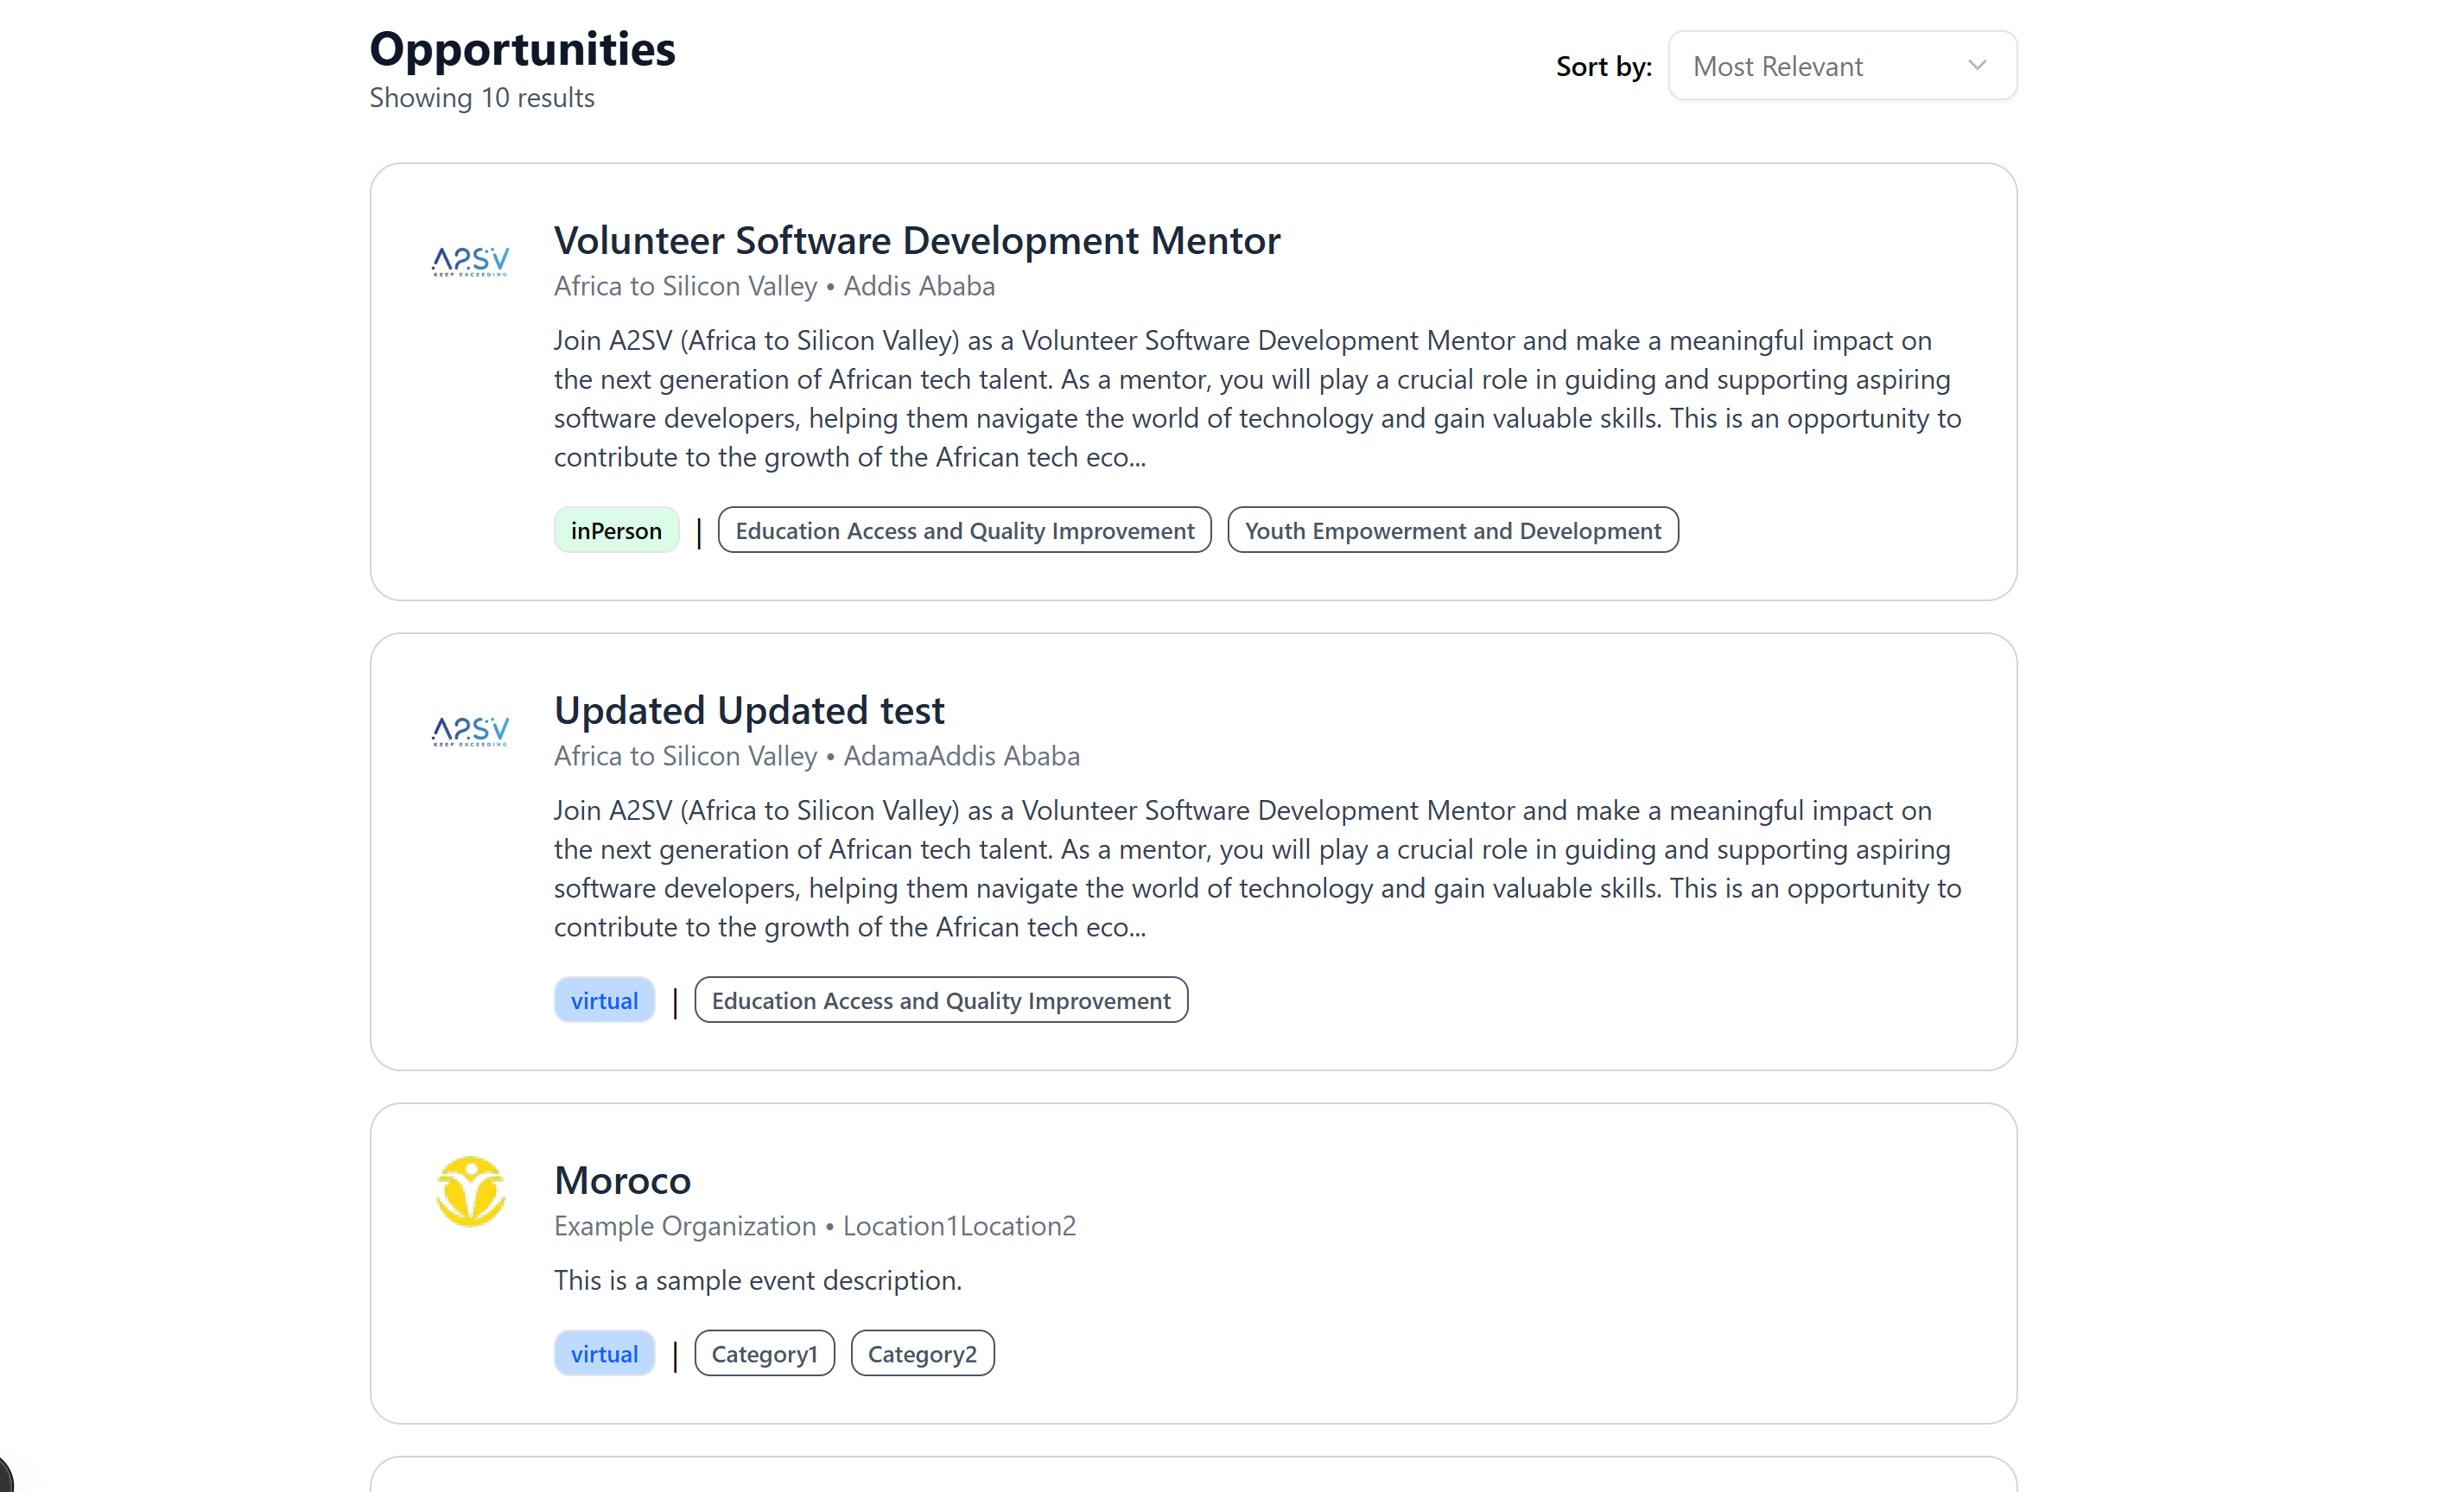 Opportunities
Showing 10 results
Sort by:
Most Relevant
A2SV
KEEP EXCEEDING
Volunteer Software Development Mentor
Africa to Silicon Valley • Addis Ababa
Join A2SV (Africa to Silicon Valley) as a Volunteer Software Development Mentor and make a meaningful impact on
the next generation of African tech talent. As a mentor, you will play a crucial role in guiding and supporting aspiring
software developers, helping them navigate the world of technology and gain valuable skills. This is an opportunity to
contribute to the growth of the African tech eco...
inPerson | Education Access and Quality Improvement Youth Empowerment and Development
A2SV
KEEP EXCEEDING
Updated Updated test
Africa to Silicon Valley • AdamaAddis Ababa
Join A2SV (Africa to Silicon Valley) as a Volunteer Software Development Mentor and make a meaningful impact on
the next generation of African tech talent. As a mentor, you will play a crucial role in guiding and supporting aspiring
software developers, helping them navigate the world of technology and gain valuable skills. This is an opportunity to
contribute to the growth of the African tech eco...
virtual | Education Access and Quality Improvement
Moroco
Example Organization • Location1Location2
This is a sample event description.
virtual | Category1 Category2